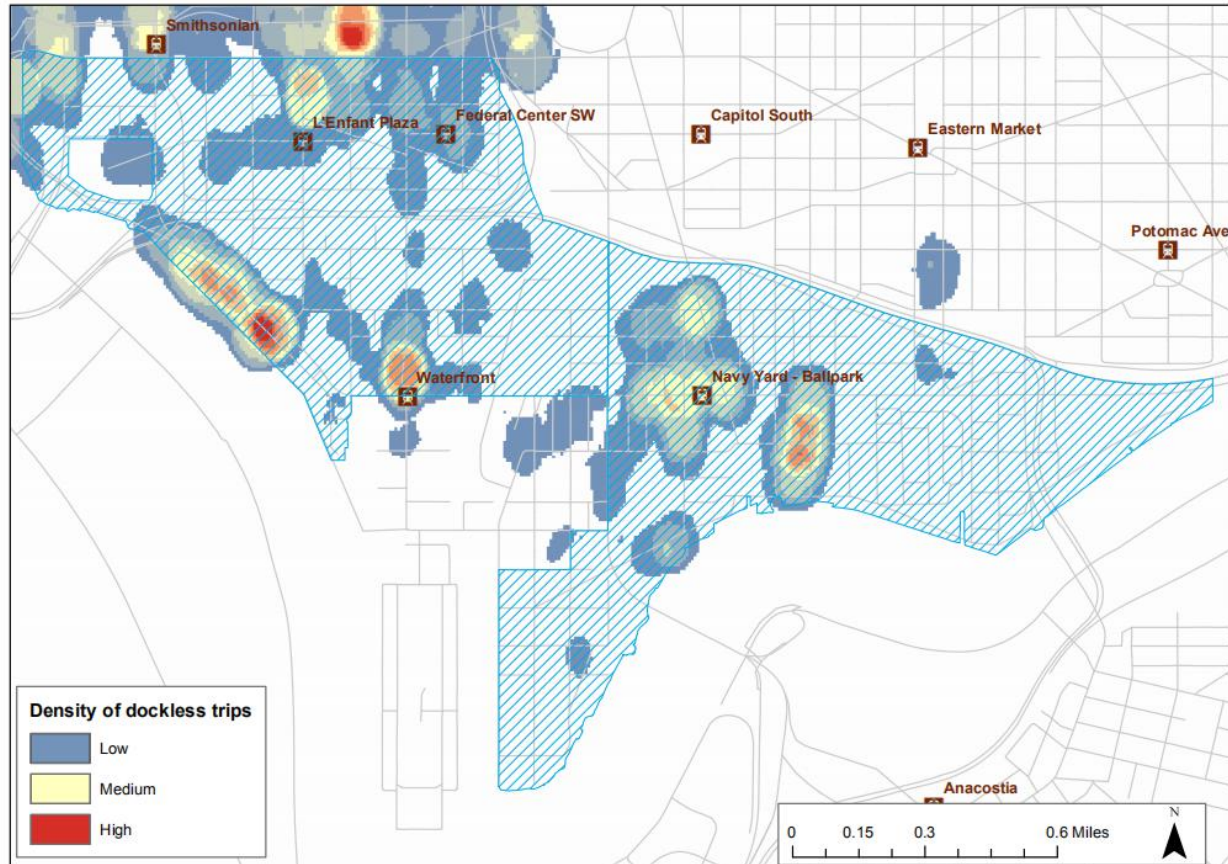 Smithsonian
L'Enfant Plaza
Federal Center SW
Capitol South
Eastern Market
Potomac Ave
Waterfront
Navy Yard - Ballpark
Anacostia
Density of dockless trips
Low
Medium
High
N
0 0.15 0.3 0.6 Miles